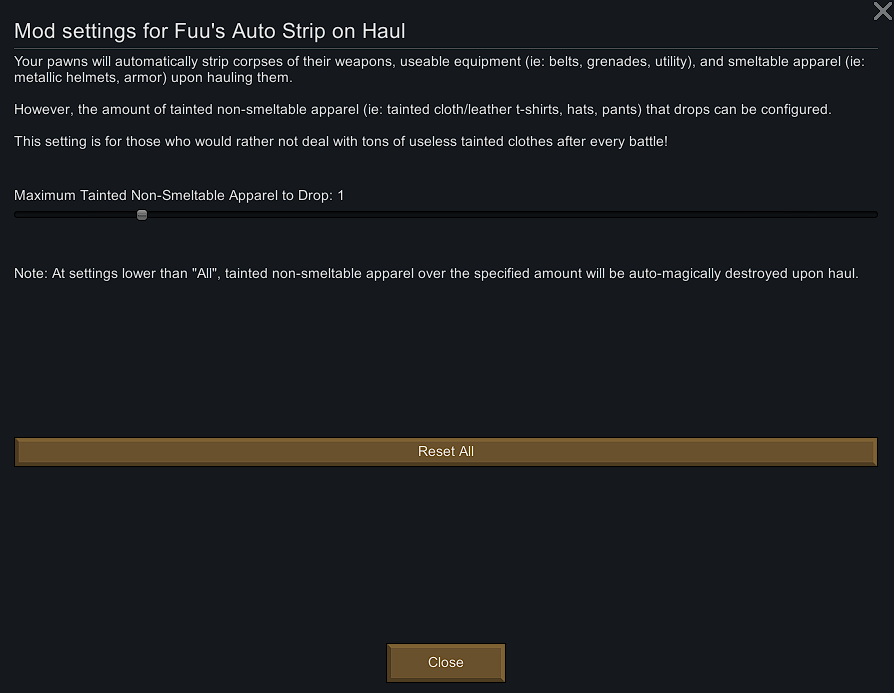 Mod settings for Fuu's Auto Strip on Haul
Your pawns will automatically strip corpses of their weapons, useable equipment (ie: belts, grenades, utility), and smeltable apparel (ie:
metallic helmets, armor) upon hauling them.
However, the amount of tainted non-smeltable apparel (ie: tainted cloth/leather t-shirts, hats, pants) that drops can be configured.
This setting is for those who would rather not deal with tons of useless tainted clothes after every battle!
Maximum Tainted Non-Smeltable Apparel to Drop: 1
Note: At settings lower than "All", tainted non-smeltable apparel over the specified amount will be auto-magically destroyed upon haul.
Reset All
Close